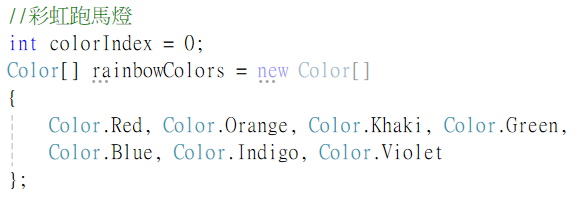 //彩虹跑馬燈
int colorIndex = 0;
Color[] rainbowColors = new Color[]
{
    Color.Red, Color.Orange, Color.Khaki, Color.Green,
    Color.Blue, Color.Indigo, Color.Violet
};